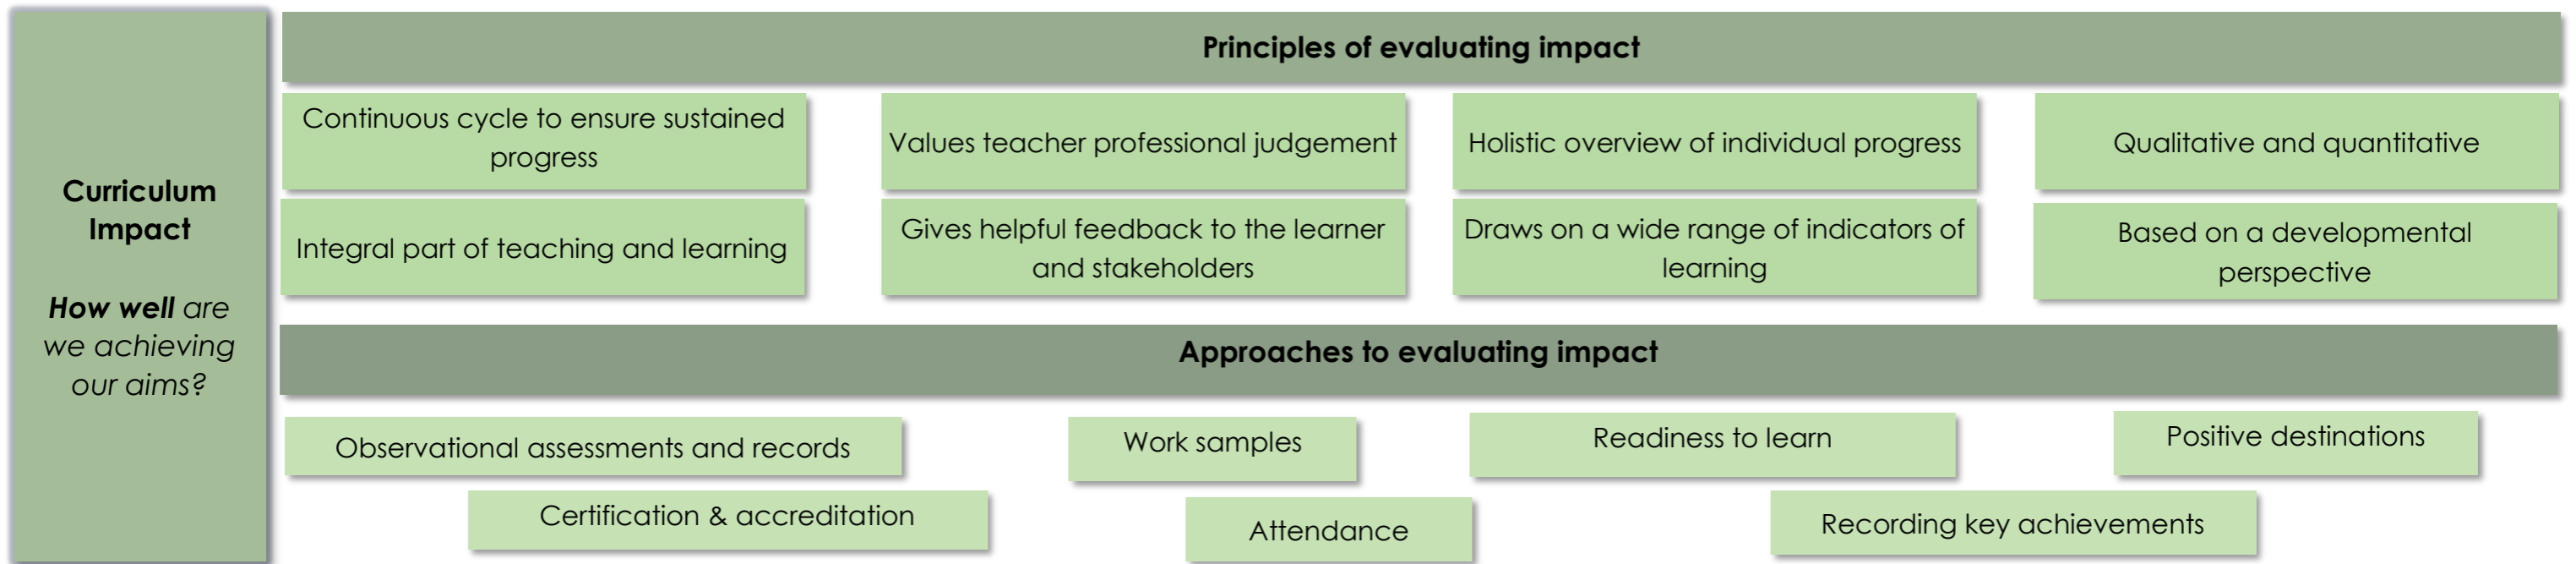 Curriculum
Impact
How well are
we achieving
our aims?
Principles of evaluating impact
Continuous cycle to ensure sustained
progress
Values teacher professional judgement
Holistic overview of individual progress
Qualitative and quantitative
Integral part of teaching and learning
Gives helpful feedback to the learner
and stakeholders
Draws on a wide range of indicators of
learning
Based on a developmental
perspective
Approaches to evaluating impact
Observational assessments and records
Work samples
Readiness to learn
Positive destinations
Certification & accreditation
Attendance
Recording key achievements